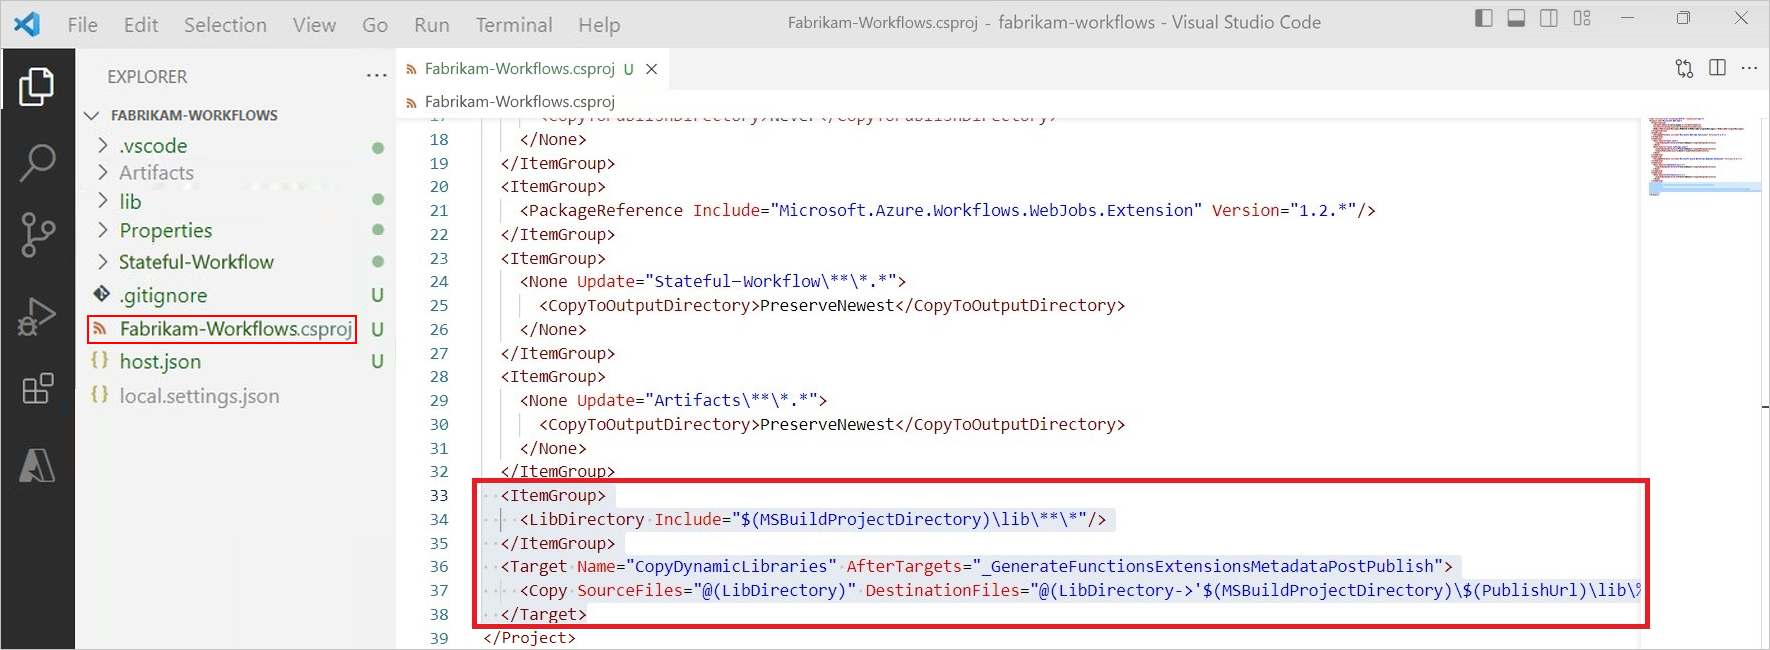 File Edit Selection View Go Run Terminal Help
Fabrikam-Workflows.csproj - fabrikam-workflows - Visual Studio Code
EXPLORER
FABRIKAM-WORKFLOWS
.vscode
Artifacts
lib
Properties
Stateful-Workflow
.gitignore U
Fabrikam-Workflows.csproj U
{} host.json U
{} local.settings.json
Fabrikam-Workflows.csproj U
Fabrikam-Workflows.csproj
17 <CopyToPublishDirectory>Never</CopyToPublishDirectory>
18 </None>
19 </ItemGroup>
20 <ItemGroup>
21 <PackageReference Include="Microsoft.Azure.Workflows.WebJobs.Extension" Version="1.2.*"/>
22 </ItemGroup>
23 <ItemGroup>
24 <None Update="Stateful-Workflow\**\*.*">
25 <CopyToOutputDirectory>PreserveNewest</CopyToOutputDirectory>
26 </None>
27 </ItemGroup>
28 <ItemGroup>
29 <None Update="Artifacts\**\*.*">
30 <CopyToOutputDirectory>PreserveNewest</CopyToOutputDirectory>
31 </None>
32 </ItemGroup>
33 <ItemGroup>
34 <LibDirectory Include="$(MSBuildProjectDirectory)\lib\**\*"/>
35 </ItemGroup>
36 <Target Name="CopyDynamicLibraries" AfterTargets="_GenerateFunctionsExtensionsMetadataPostPublish">
37 <Copy SourceFiles="@(LibDirectory)" DestinationFiles="@(LibDirectory->'$(MSBuildProjectDirectory)\$(PublishUrl)\lib\%
38 </Target>
39 </Project>